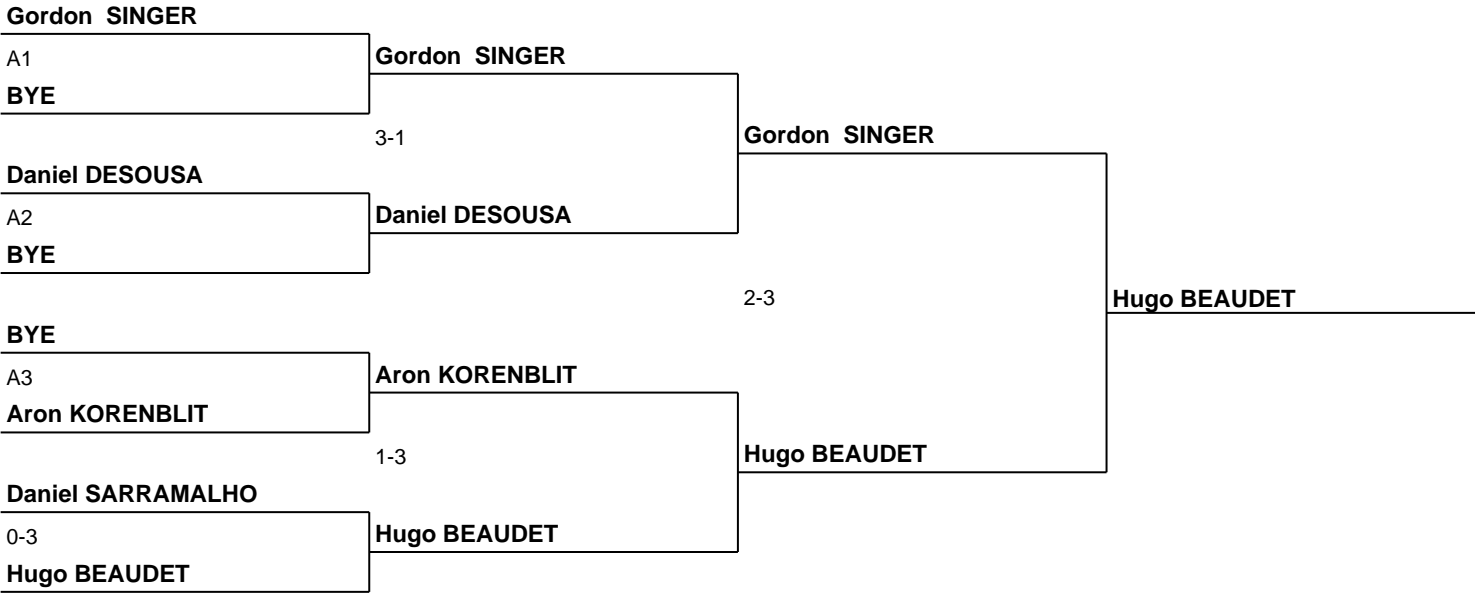 Gordon  SINGER
A1
BYE
Gordon  SINGER
3-1
Daniel DESOUSA
A2
BYE
Daniel DESOUSA
Gordon  SINGER
2-3
BYE
A3
Aron KORENBLIT
Aron KORENBLIT
1-3
Daniel SARRAMALHO
0-3
Hugo BEAUDET
Hugo BEAUDET
Hugo BEAUDET
Hugo BEAUDET